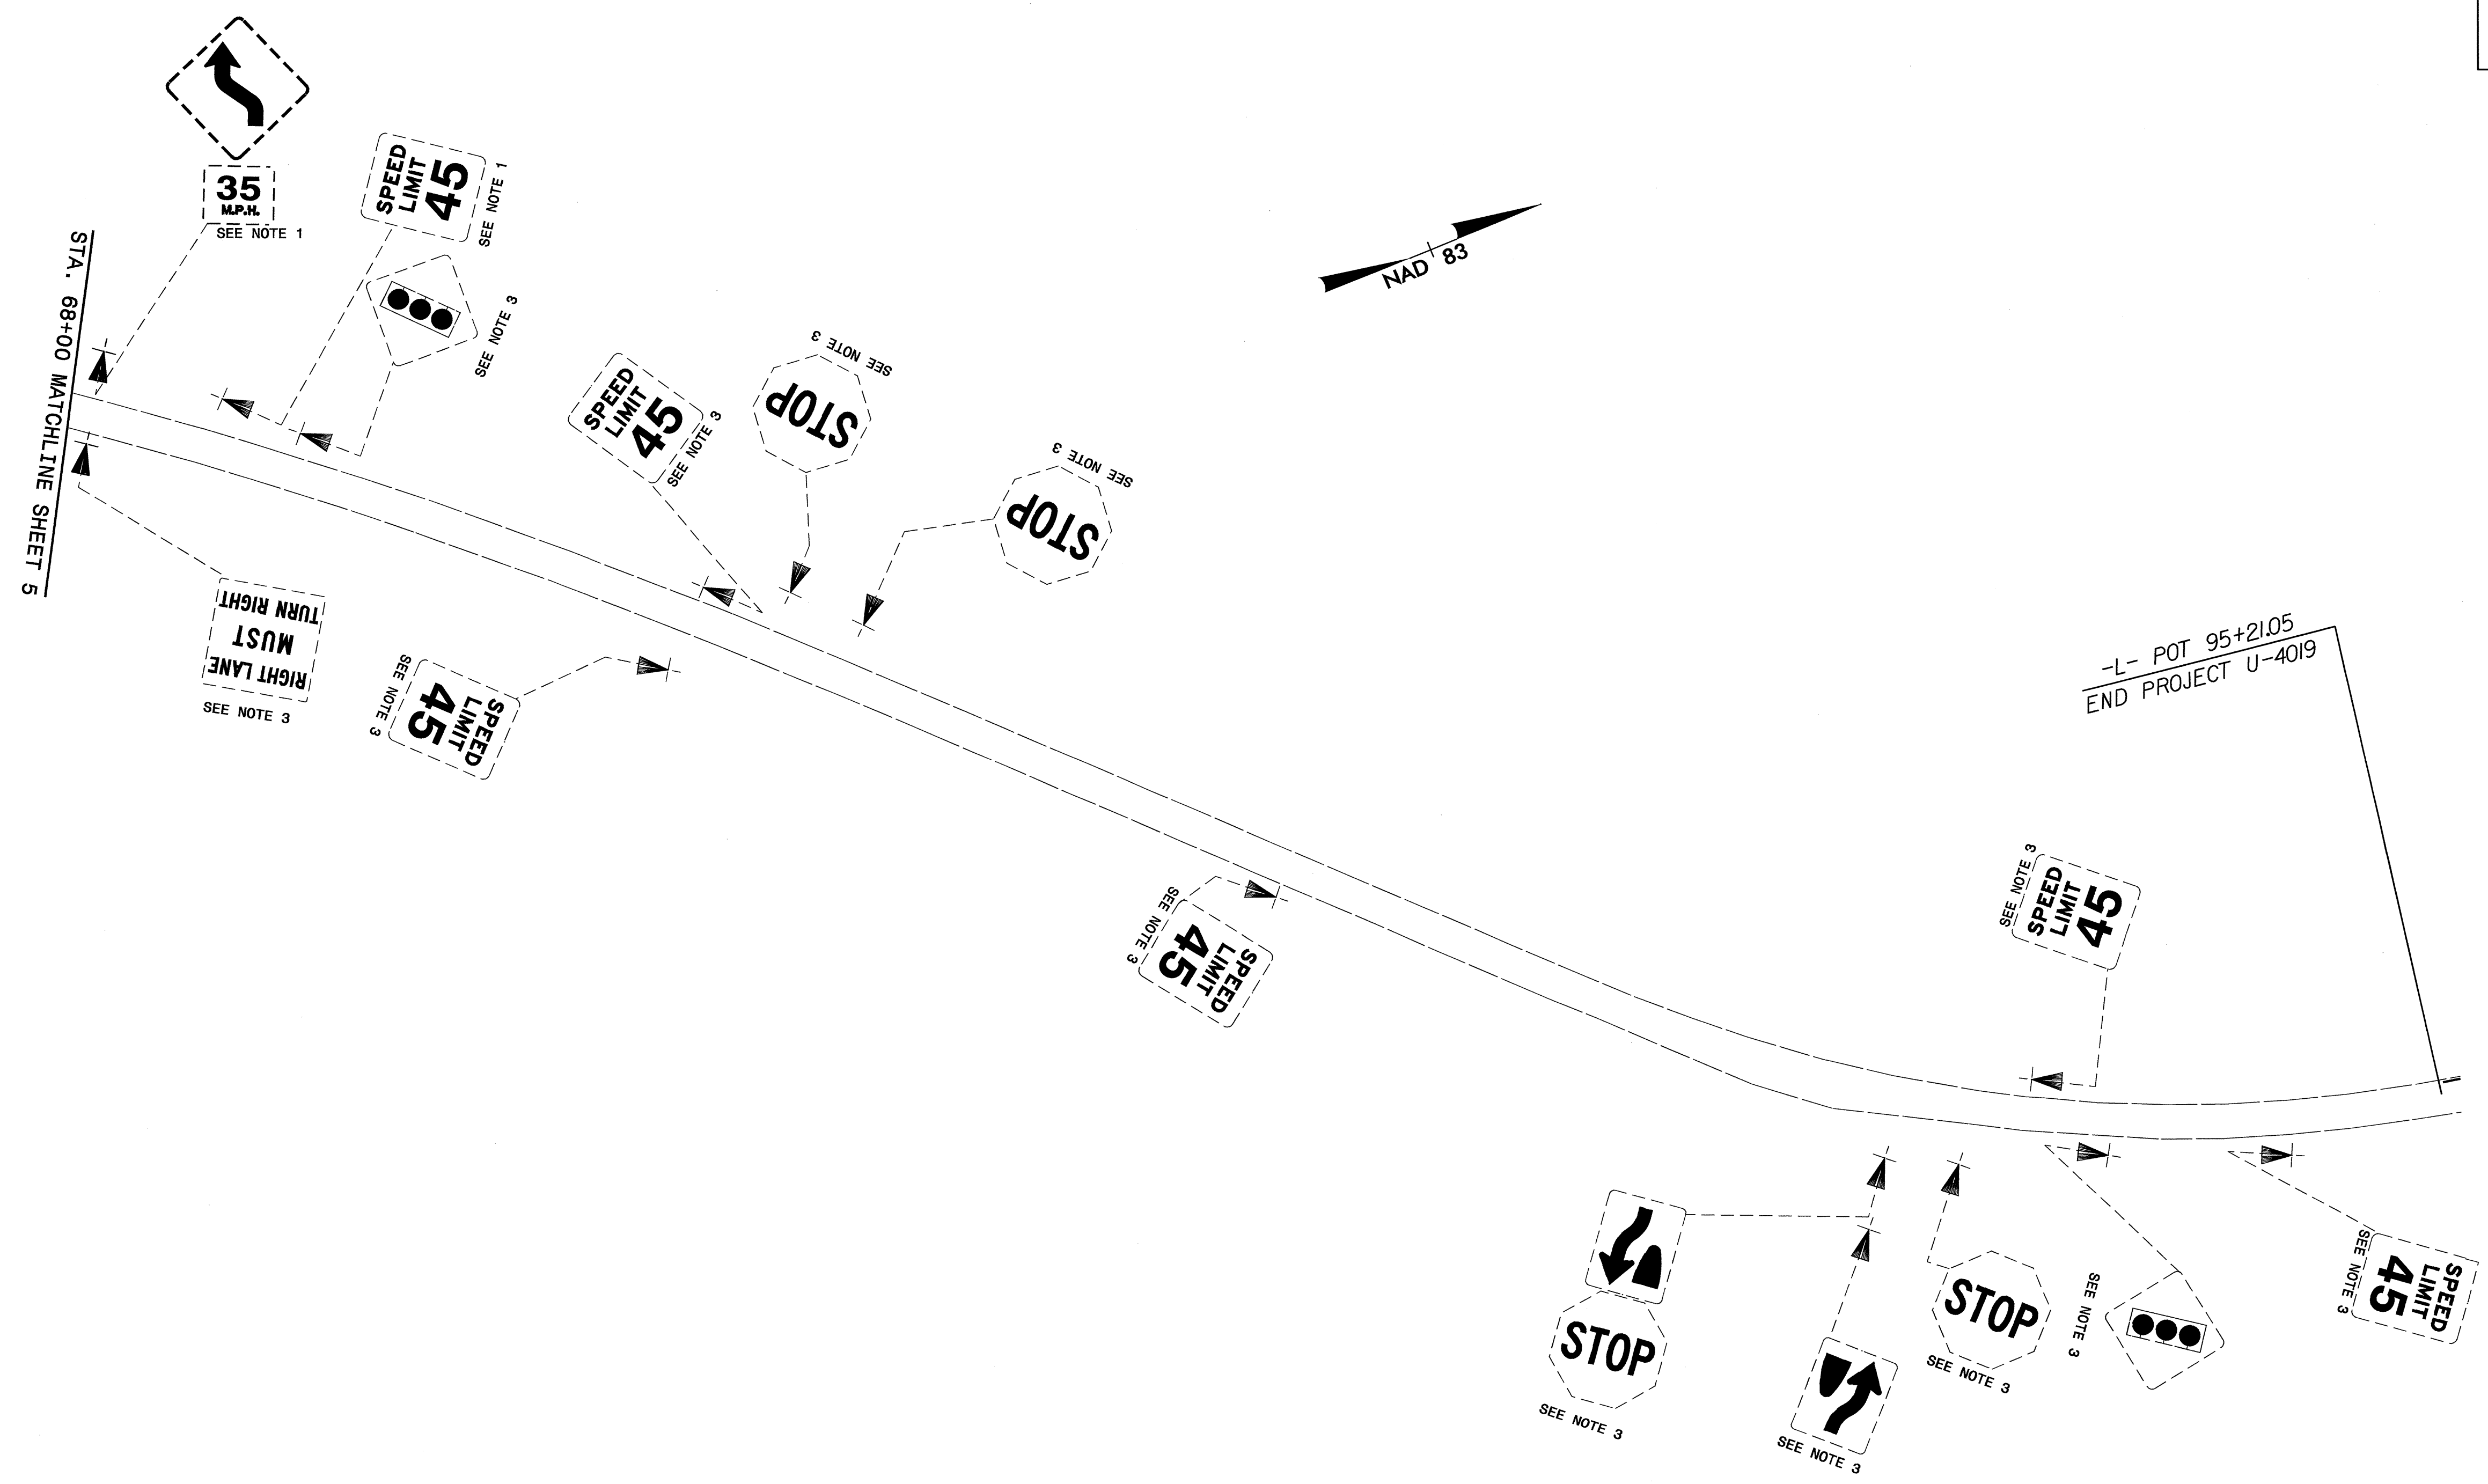 35
M.P.H.
SEE NOTE 1
SPEED
LIMIT
45
SEE NOTE 1
SEE NOTE 3
STA. 68+00 MATCHLINE SHEET 5
NAD 83
SPEED
LIMIT
45
SEE NOTE 3
SEE NOTE 3
STOP
SEE NOTE 3
STOP
RIGHT LANE
MUST
TURN RIGHT
SEE NOTE 3
SPEED
LIMIT
45
SEE NOTE 3
-L- POT 95+21.05
END PROJECT U-4019
SPEED
LIMIT
45
SEE NOTE 3
SEE NOTE 3
SPEED
LIMIT
45
STOP
SEE NOTE 3
SEE NOTE 3
STOP
SEE NOTE 3
SEE NOTE 3
SPEED
LIMIT
45
SEE NOTE 3